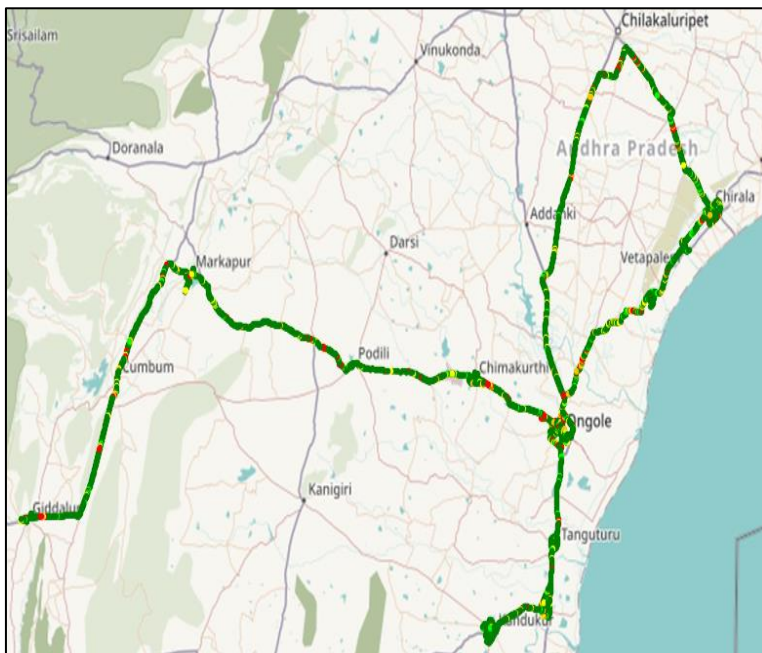 Chilakaluripet
Srisailam
Vinukonda
Doranala
Andhra Pradesh
Chirala
Addanki
Darsi
Vetapalem
Markapur
Podili
Chimakurthi
Cumbum
Ongole
Kanigiri
Giddalur
Tanguturu
Kandukur